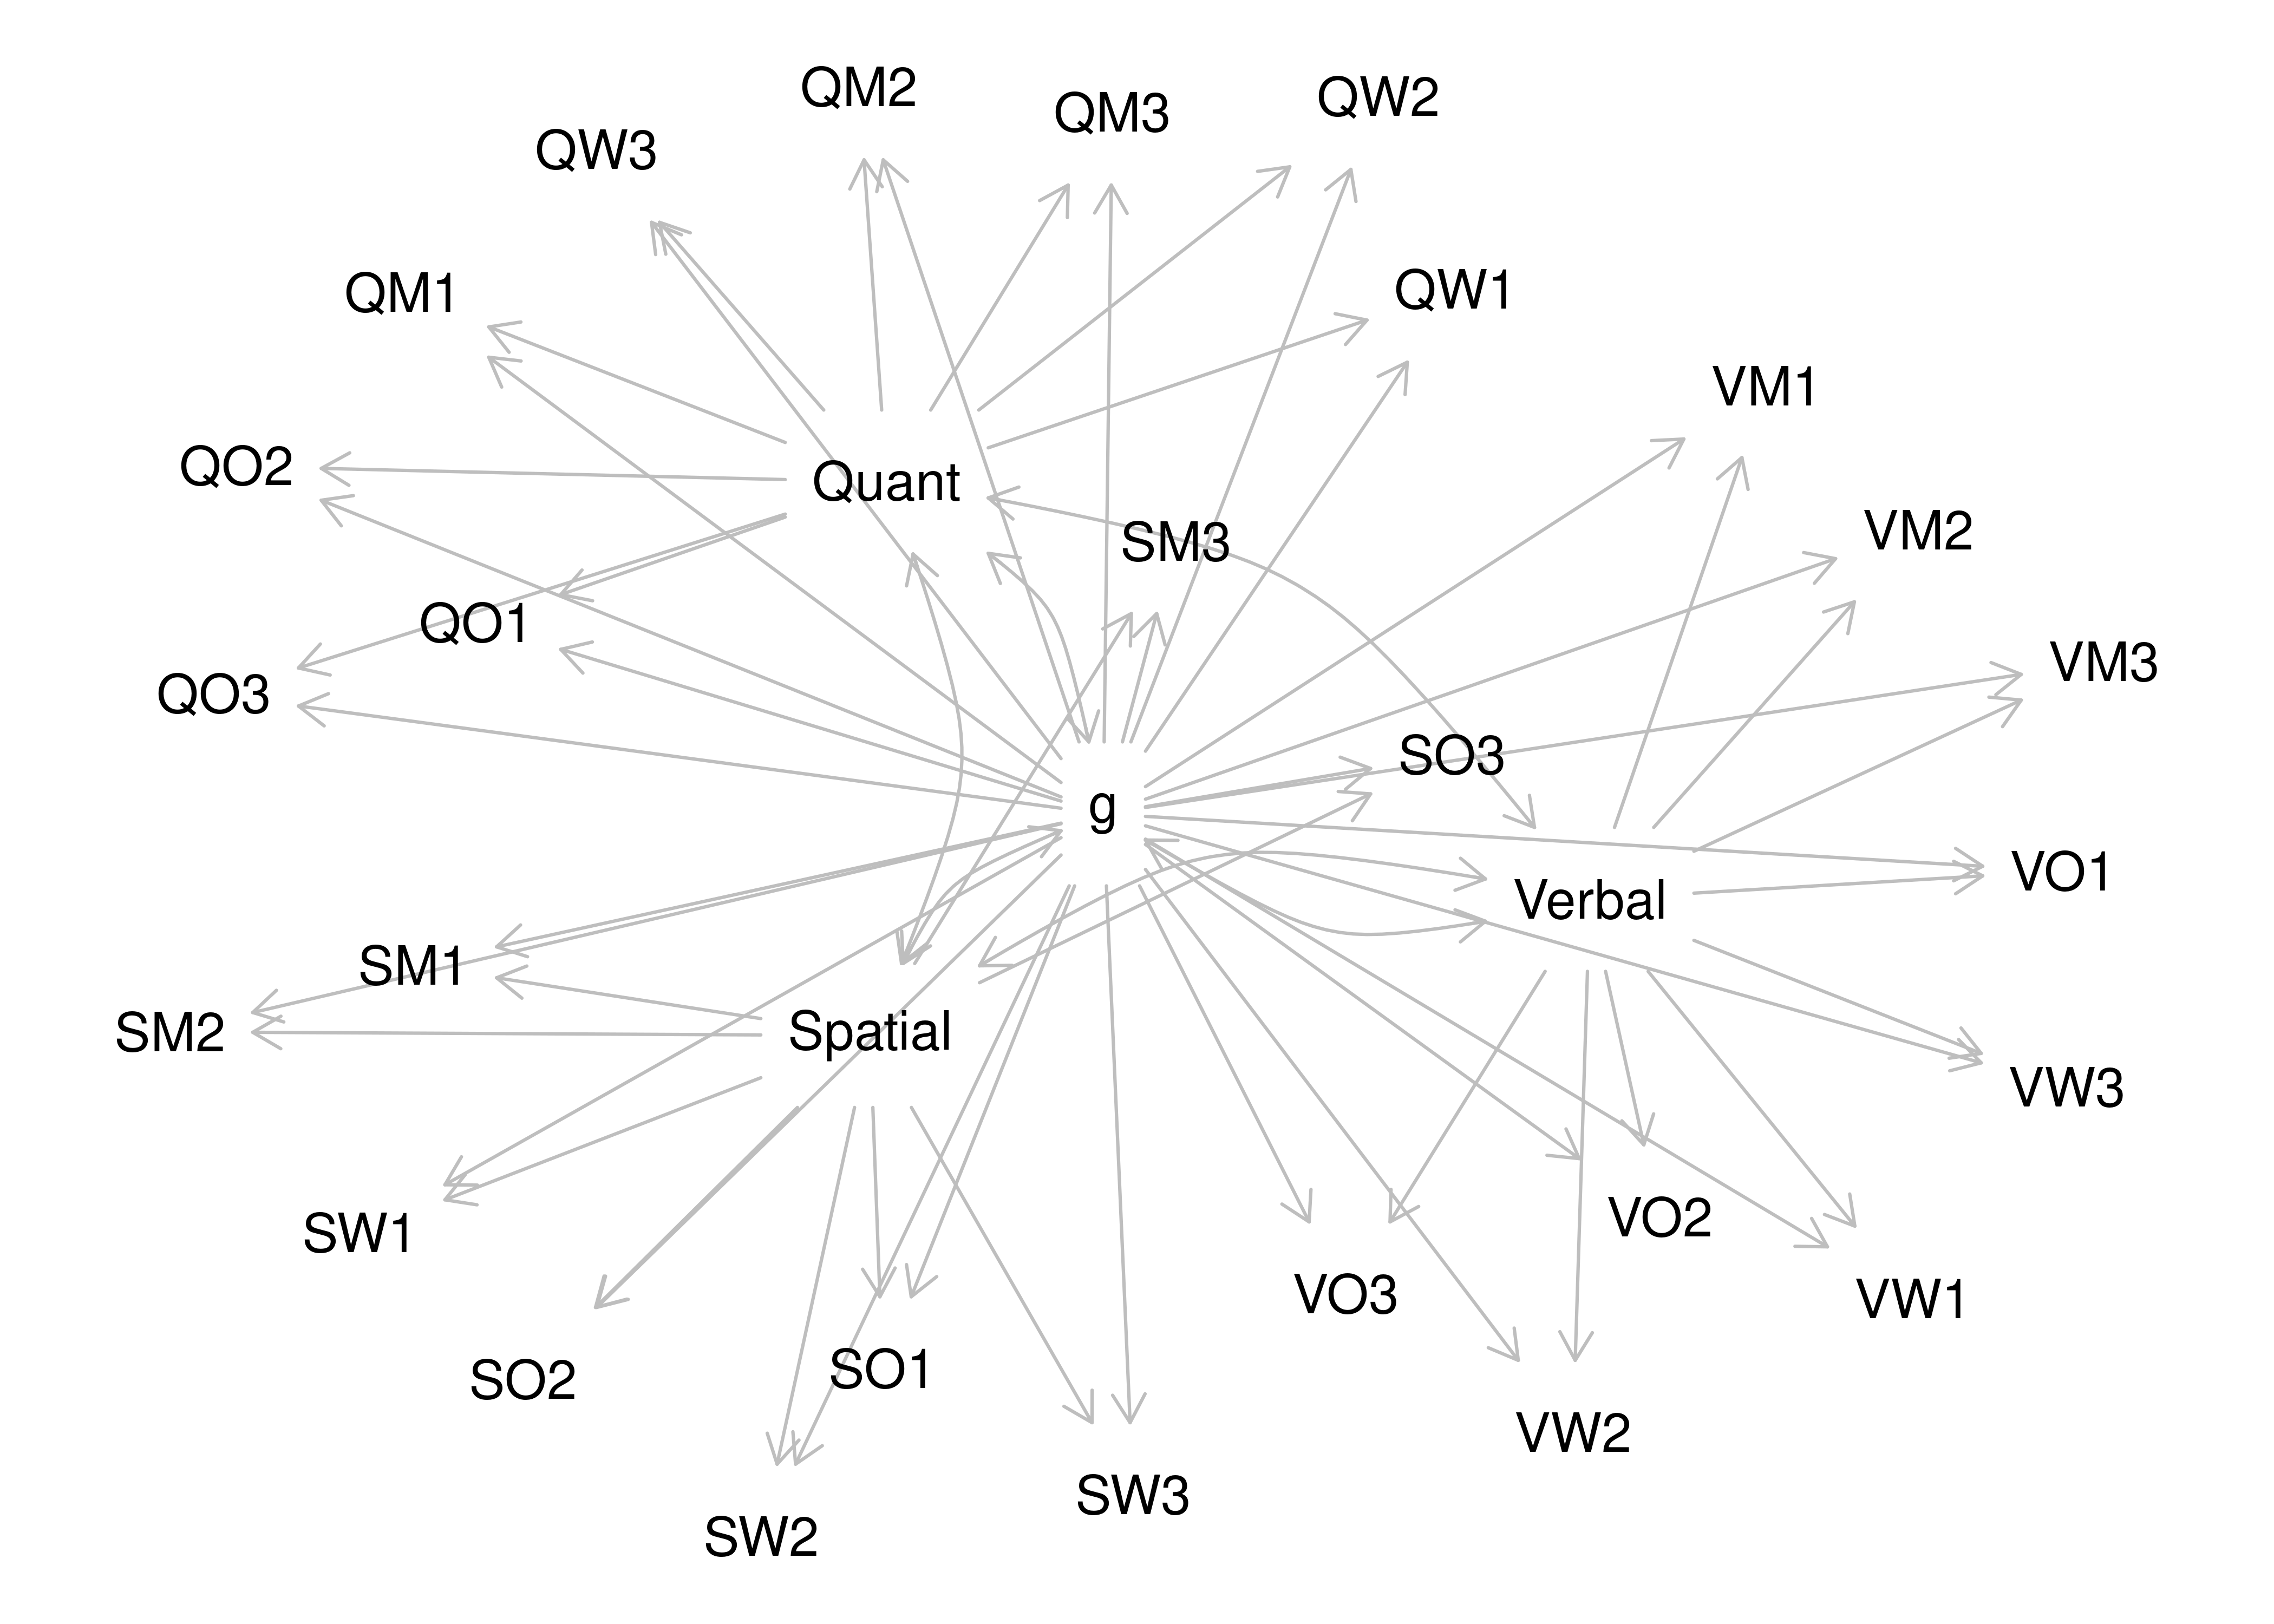 QM2
QW2
QM3
QW3
QW1
QM1
VM1
QO2
Quant
VM2
SM3
QO1
VM3
QO3
SO3
g
VO1
Verbal
SM1
Spatial
SM2
VW3
VO2
SW1
VO3
VW1
SO1
SO2
VW2
SW3
SW2